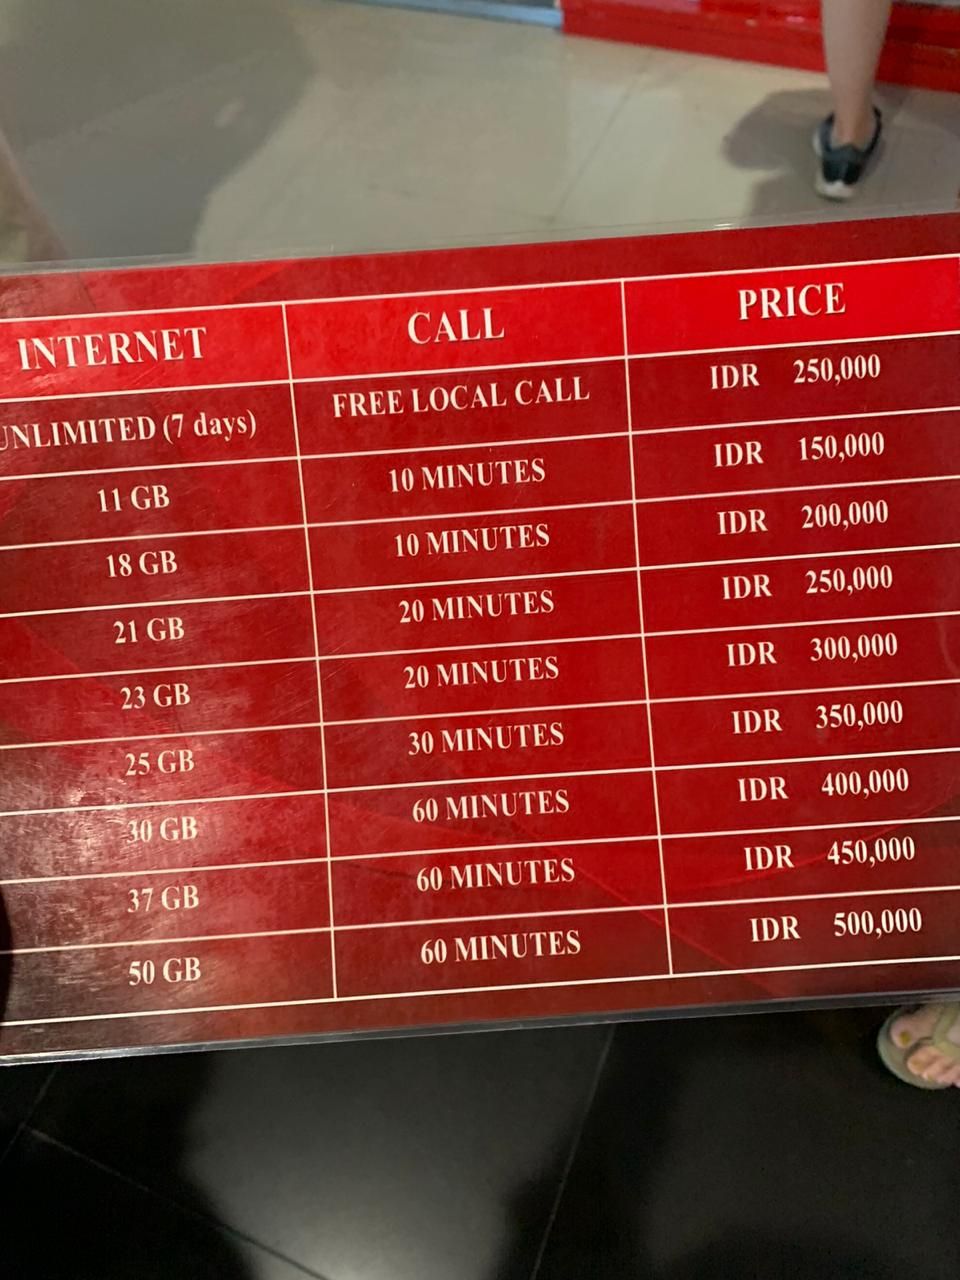 INTERNET CALL PRICE
UNLIMITED (7 days) FREE LOCAL CALL IDR 250,000
11 GB 10 MINUTES IDR 150,000
18 GB 10 MINUTES IDR 200,000
21 GB 20 MINUTES IDR 250,000
23 GB 20 MINUTES IDR 300,000
25 GB 30 MINUTES IDR 350,000
30 GB 60 MINUTES IDR 400,000
37 GB 60 MINUTES IDR 450,000
50 GB 60 MINUTES IDR 500,000